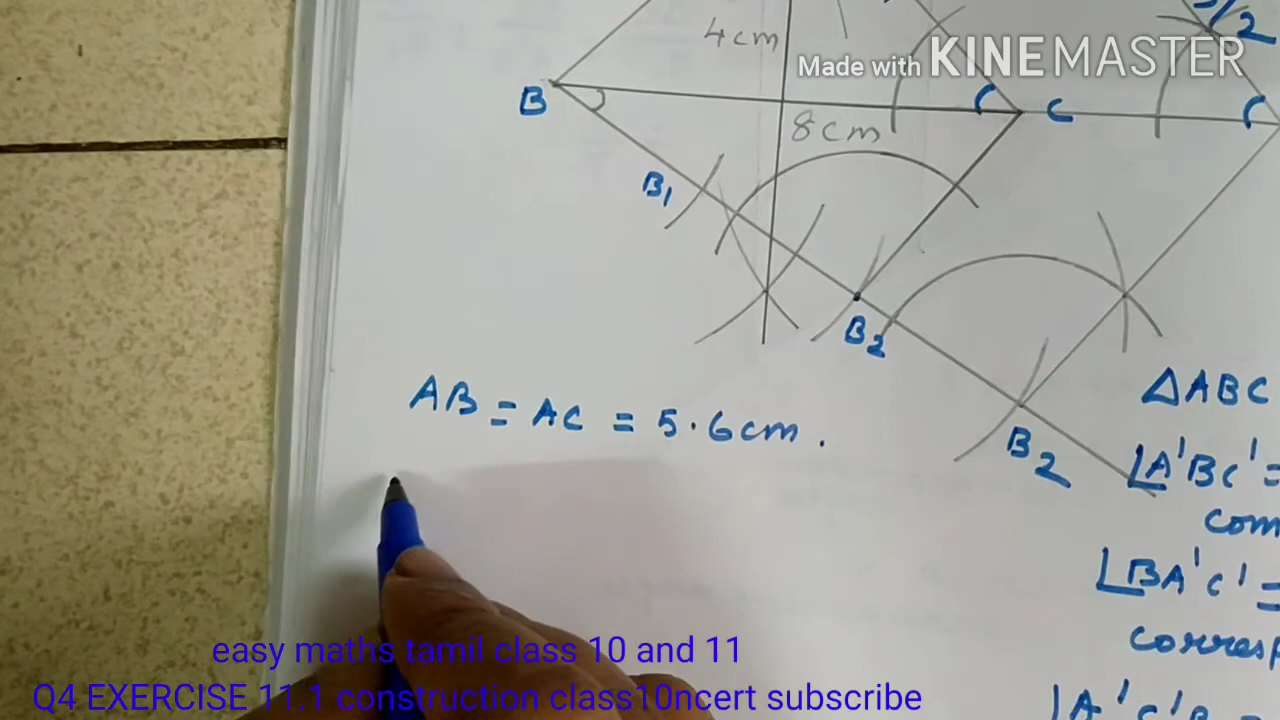 4cm
Made with KINEMASTER
B
C
C
8cm
B1
B2
AB = AC = 5.6cm.
B2
ΔABC
∠A'BC' =
com
∠BA'C' =
corresp
∠A'C'B =
easy maths tamil class 10 and 11
Q4 EXERCISE 11.1 construction class10ncert subscribe